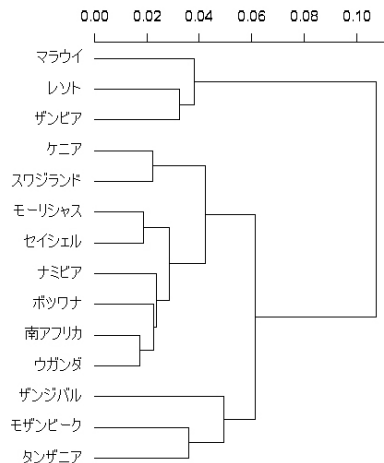 0.00 0.02 0.04 0.06 0.08 0.10
マラウイ
レソト
ザンビア
ケニア
スワジランド
モーリシャス
セイシェル
ナミビア
ボツワナ
南アフリカ
ウガンダ
ザンジバル
モザンビーク
タンザニア